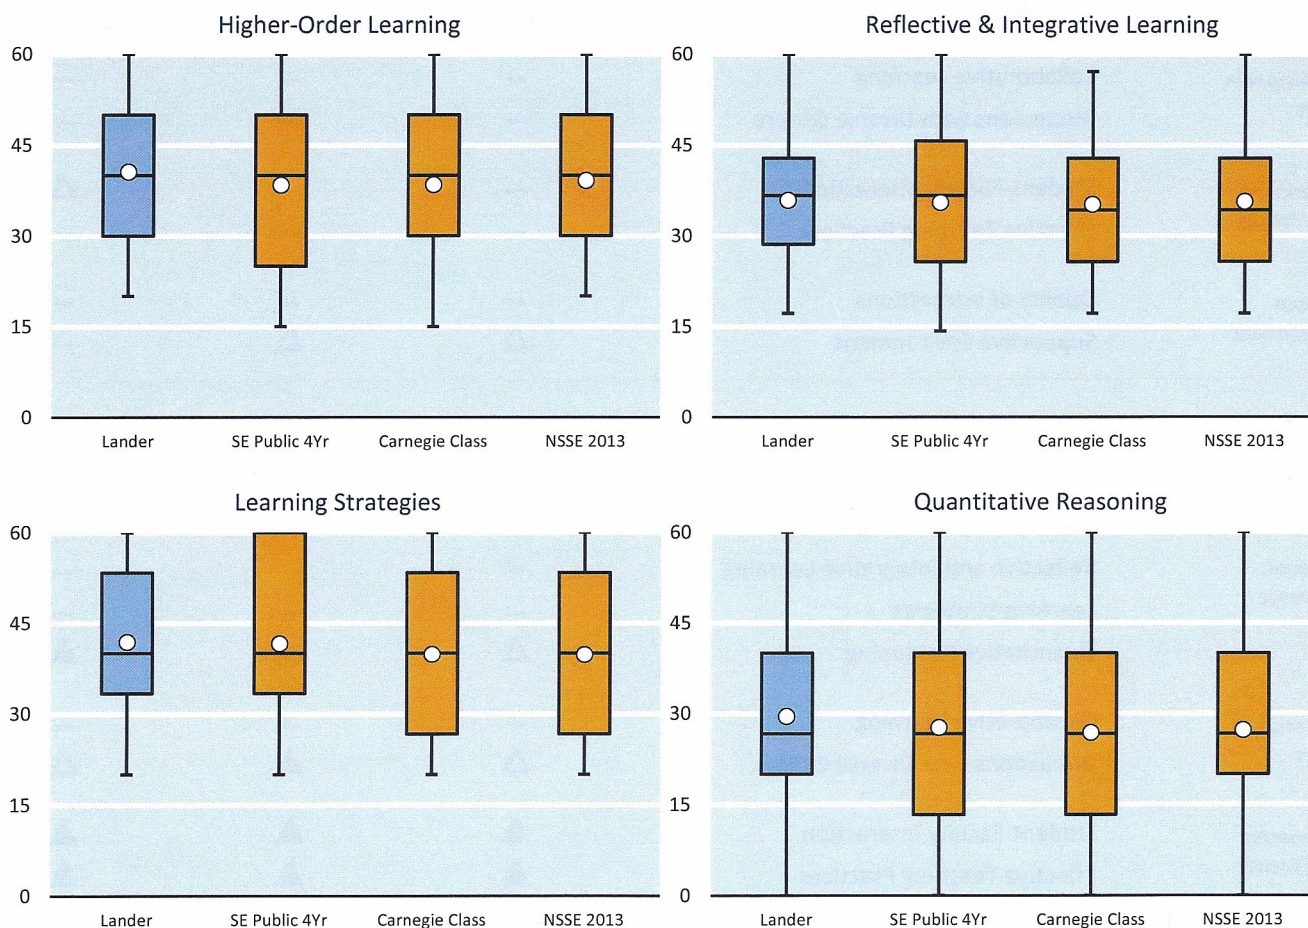 Higher-Order Learning
60
45
30
15
0
Lander SE Public 4Yr Carnegie Class NSSE 2013
Reflective & Integrative Learning
60
45
30
15
0
Lander SE Public 4Yr Carnegie Class NSSE 2013
Learning Strategies
60
45
30
15
0
Lander SE Public 4Yr Carnegie Class NSSE 2013
Quantitative Reasoning
60
45
30
15
0
Lander SE Public 4Yr Carnegie Class NSSE 2013